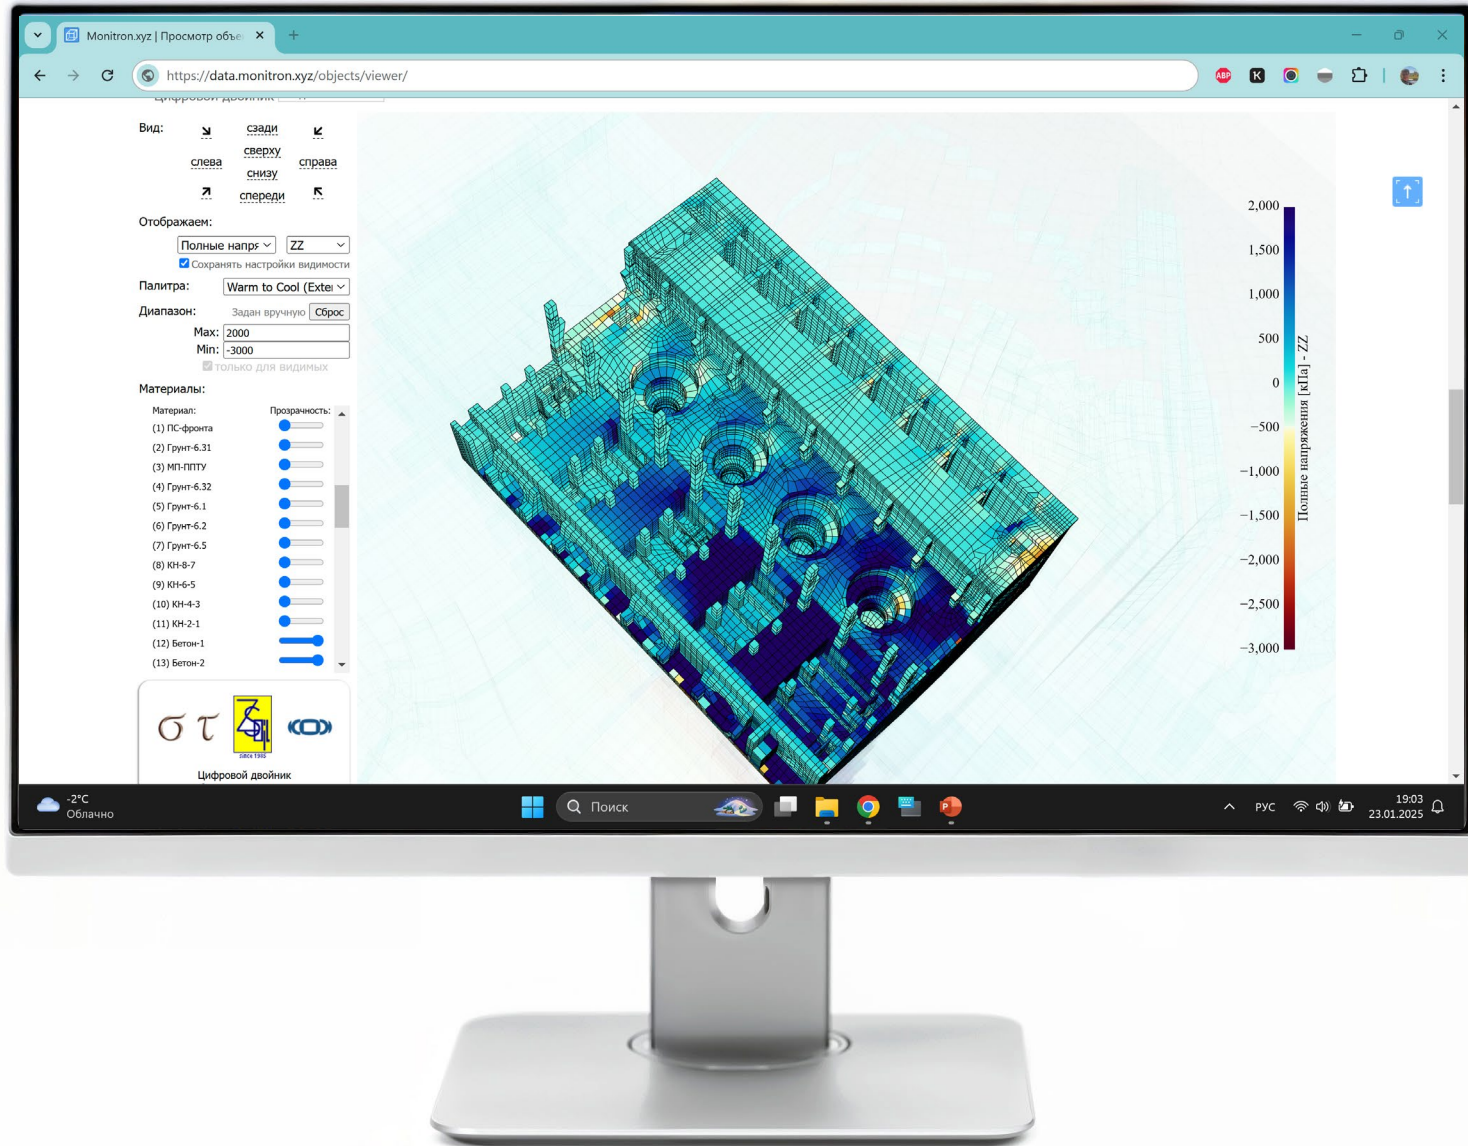 Monitron.xyz | Просмотр объе
https://data.monitron.xyz/objects/viewer/
Цифровой двойник
Вид:
сзади
сверху
слева
справа
снизу
спереди
Отображаем:
Полные напря
ZZ
Сохранять настройки видимости
Палитра:
Warm to Cool (Exte
Диапазон:
Задан вручную
Сброс
Max: 2000
Min: -3000
только для видимых
Материалы:
Материал:
Прозрачность:
(1) ПС-фронта
(2) Грунт-6.31
(3) МП-ППТУ
(4) Грунт-6.32
(5) Грунт-6.1
(6) Грунт-6.2
(7) Грунт-6.5
(8) КН-8-7
(9) КН-6-5
(10) КН-4-3
(11) КН-2-1
(12) Бетон-1
(13) Бетон-2
σ τ
since 1965
Цифровой двойник
2,000
1,500
1,000
500
0
−500
−1,000
−1,500
−2,000
−2,500
−3,000
Полные напряжения [кПа] - ZZ
ABP
K
-2°C
Облачно
Поиск
P
РУС
19:03
23.01.2025